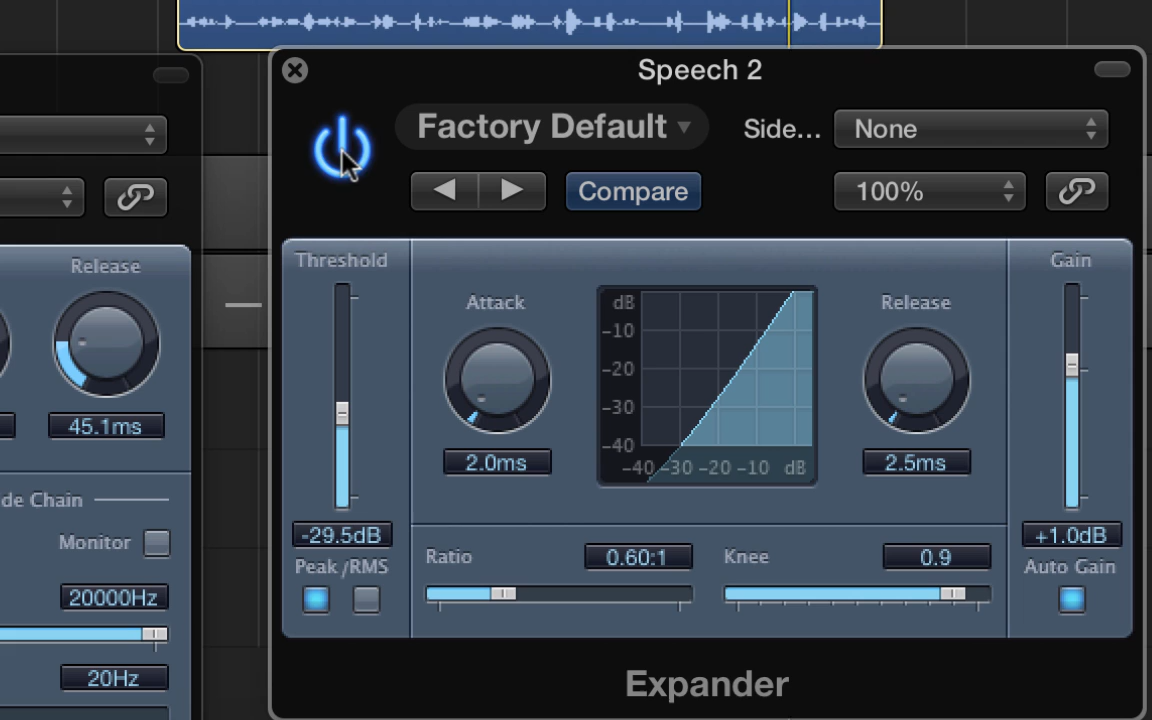 Speech 2
Factory Default
Side...
None
Compare
100%
Release
45.1ms
de Chain
Monitor
20000Hz
20Hz
Threshold
-29.5dB
Peak /RMS
Attack
2.0ms
dB
-10
-20
-30
-40
-40 -30 -20 -10 dB
Release
2.5ms
Gain
+1.0dB
Auto Gain
Ratio
0.60:1
Knee
0.9
Expander